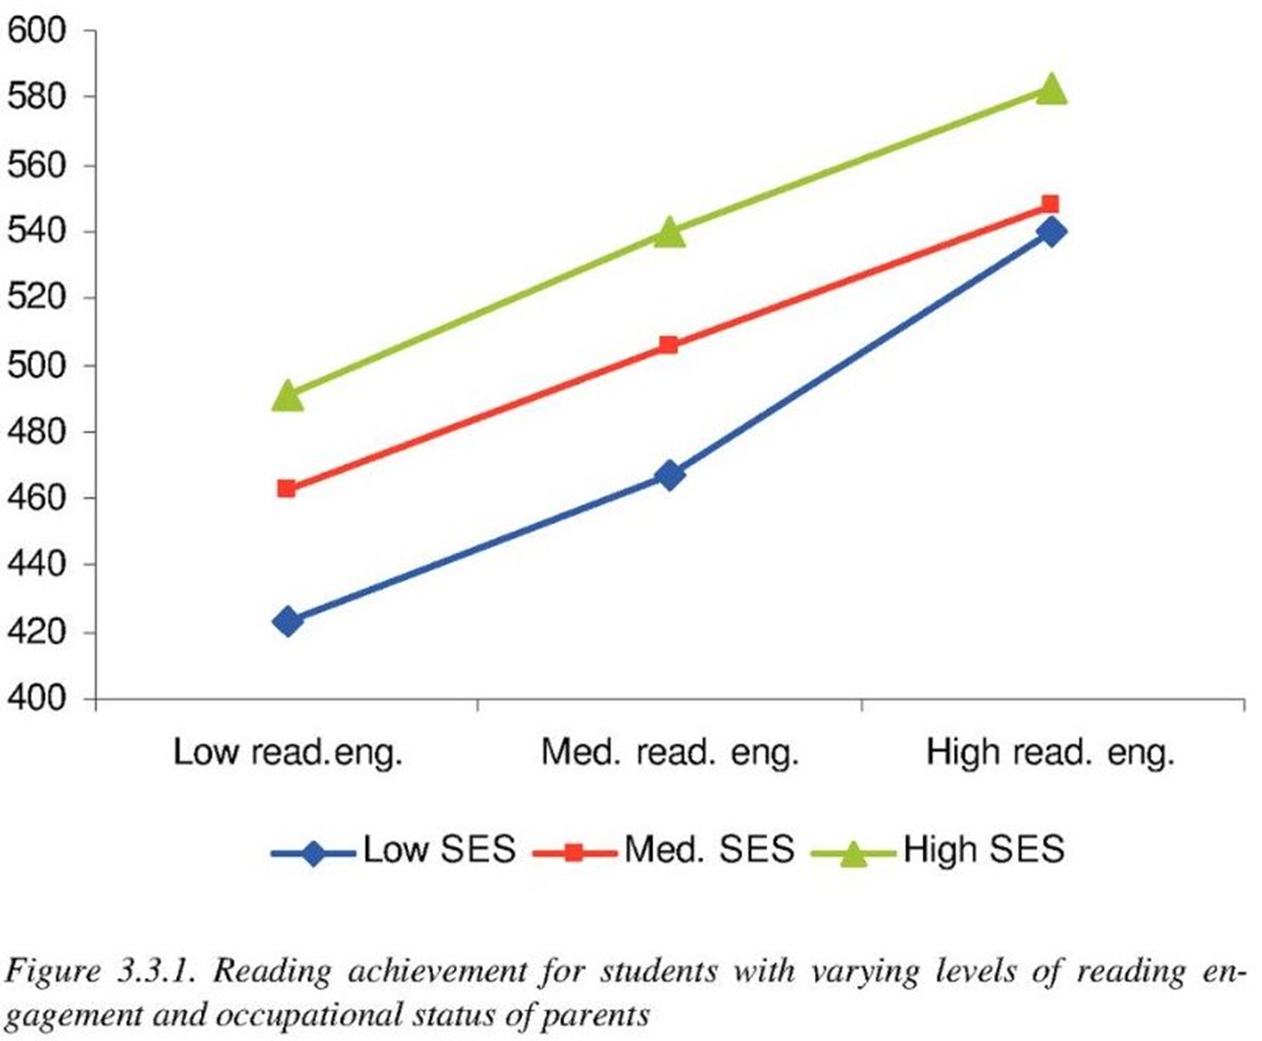 600
580
560
540
520
500
480
460
440
420
400
Low read.eng. Med. read. eng. High read. eng.
Low SES Med. SES High SES
Figure 3.3.1. Reading achievement for students with varying levels of reading en-
gagement and occupational status of parents